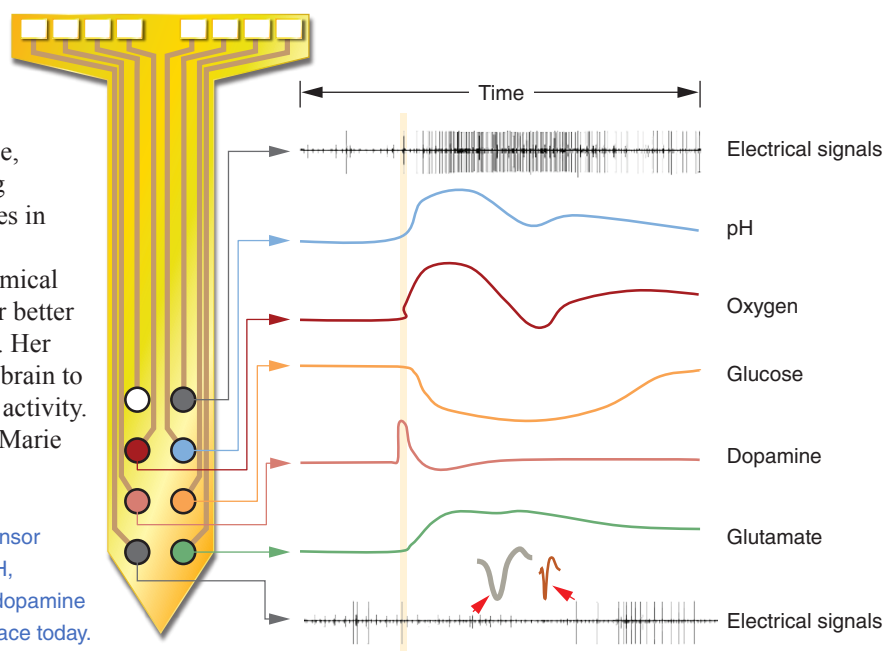 Time
Electrical signals
pH
Oxygen
Glucose
Dopamine
Glutamate
Electrical signals
e,
g
es in
mical
r better
. Her
brain to
activity.
Marie
nsor
H,
dopamine
ace today.